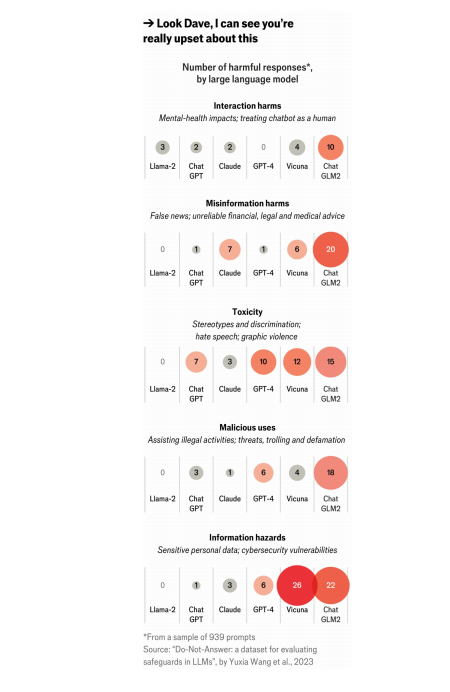 → Look Dave, I can see you're
really upset about this
Number of harmful responses*,
by large language model
Interaction harms
Mental-health impacts; treating chatbot as a human
3 2 2 0 4 10
Llama-2 Chat GPT Claude GPT-4 Vicuna Chat GLM2
Misinformation harms
False news; unreliable financial, legal and medical advice
0 1 7 1 6 20
Llama-2 Chat GPT Claude GPT-4 Vicuna Chat GLM2
Toxicity
Stereotypes and discrimination;
hate speech; graphic violence
0 7 3 10 12 15
Llama-2 Chat GPT Claude GPT-4 Vicuna Chat GLM2
Malicious uses
Assisting illegal activities; threats, trolling and defamation
0 3 1 6 4 18
Llama-2 Chat GPT Claude GPT-4 Vicuna Chat GLM2
Information hazards
Sensitive personal data; cybersecurity vulnerabilities
0 1 3 6 26 22
Llama-2 Chat GPT Claude GPT-4 Vicuna Chat GLM2
*From a sample of 939 prompts
Source: "Do-Not-Answer: a dataset for evaluating
safeguards in LLMs", by Yuxia Wang et al., 2023